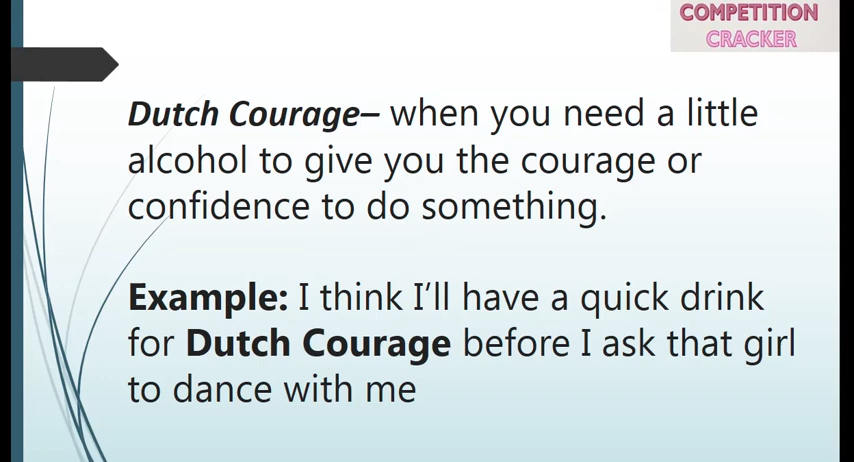 COMPETITION
CRACKER
Dutch Courage– when you need a little
alcohol to give you the courage or
confidence to do something.
Example: I think I’ll have a quick drink
for Dutch Courage before I ask that girl
to dance with me